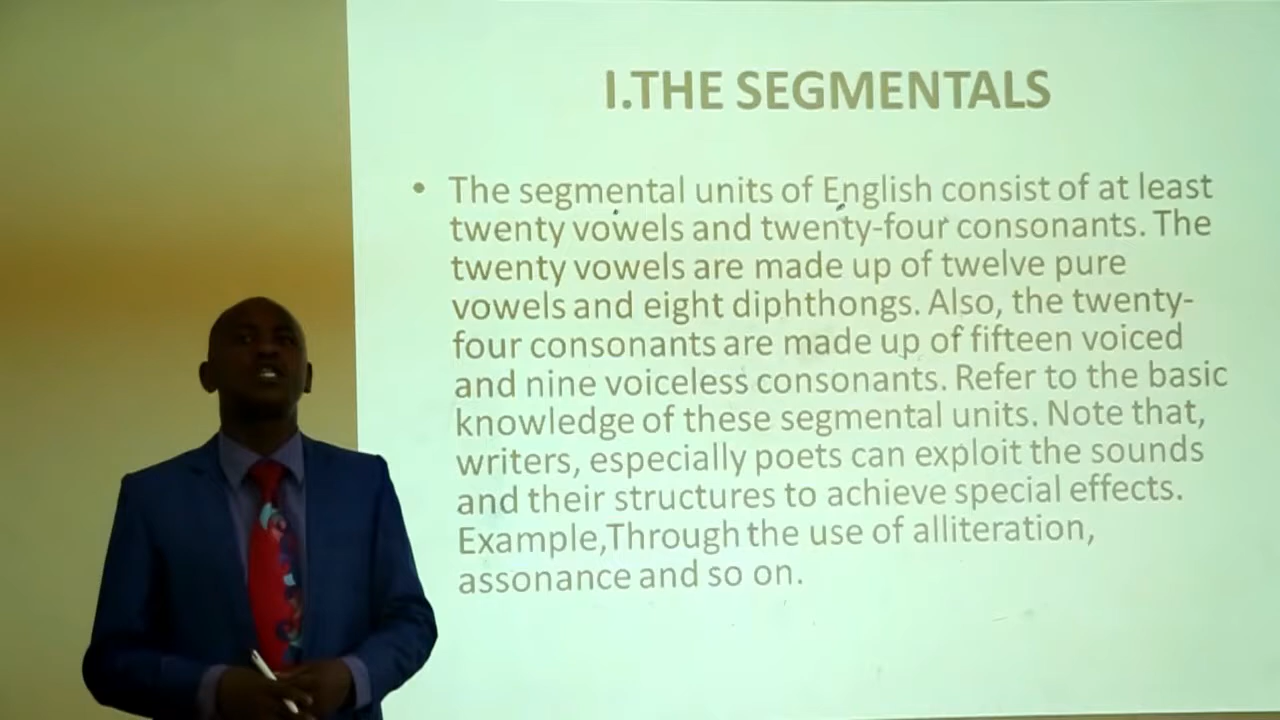 I.THE SEGMENTALS
• The segmental units of English consist of at least
twenty vowels and twenty-four consonants. The
twenty vowels are made up of twelve pure
vowels and eight diphthongs. Also, the twenty-
four consonants are made up of fifteen voiced
and nine voiceless consonants. Refer to the basic
knowledge of these segmental units. Note that,
writers, especially poets can exploit the sounds
and their structures to achieve special effects.
Example,Through the use of alliteration,
assonance and so on.